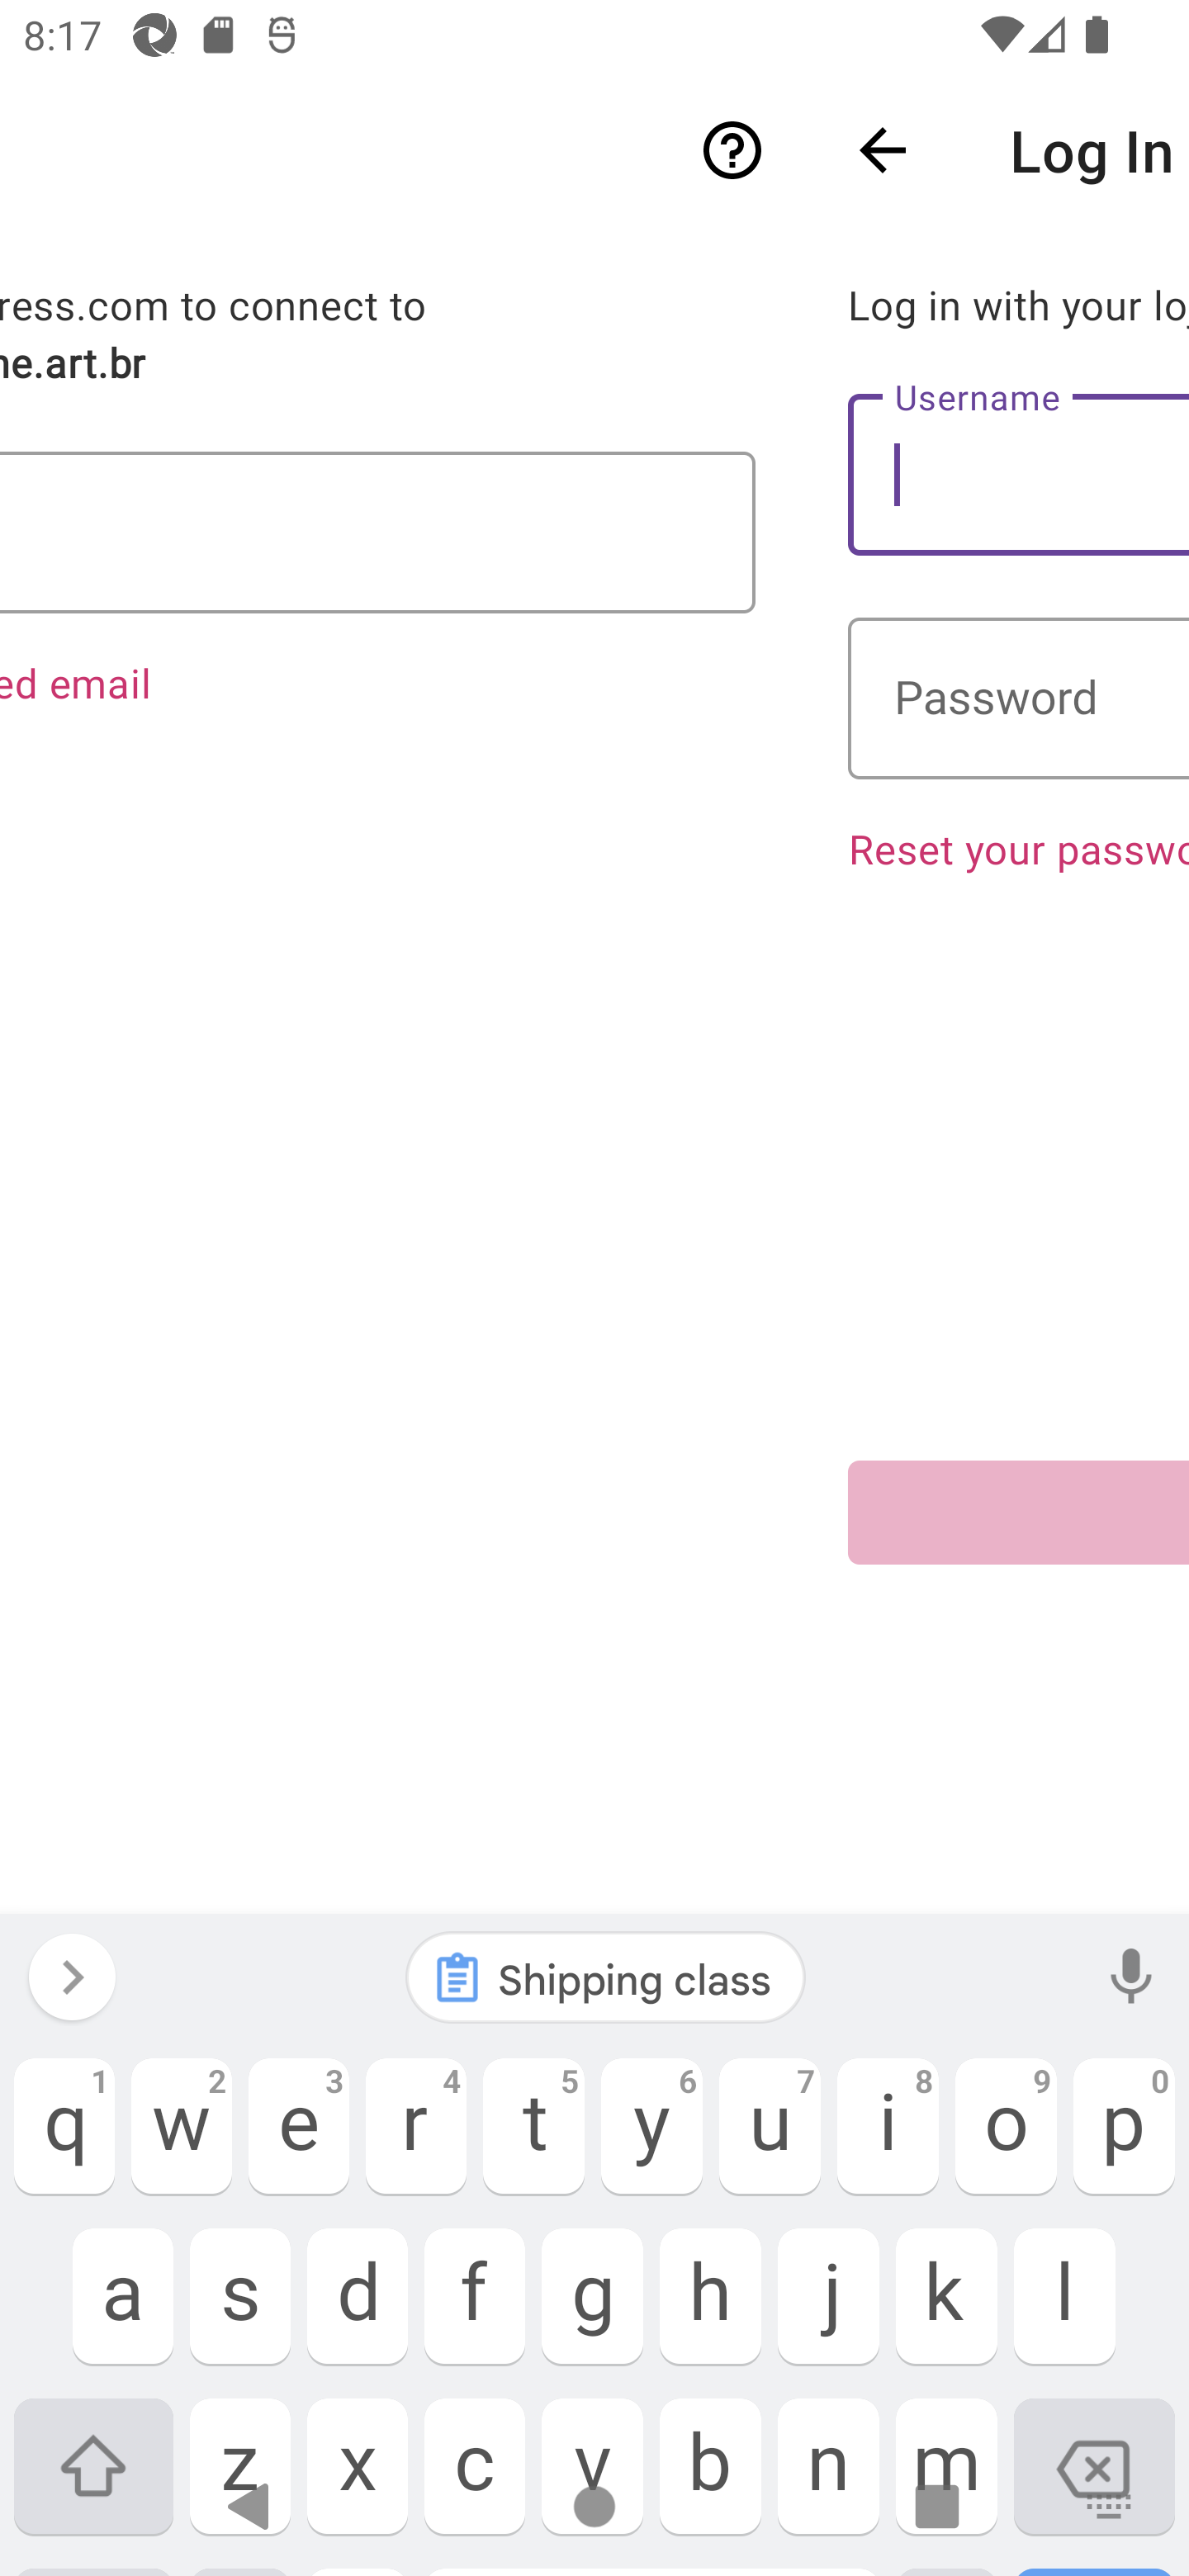 8:17
Log In
ress.com to connect to
ne.art.br
ed email
Log in with your lo
Username
Password
Reset your passwo
Shipping class
1 2 3 4 5 6 7 8 9 0
q w e r t y u i o p
a s d f g h j k l
z x c v b n m